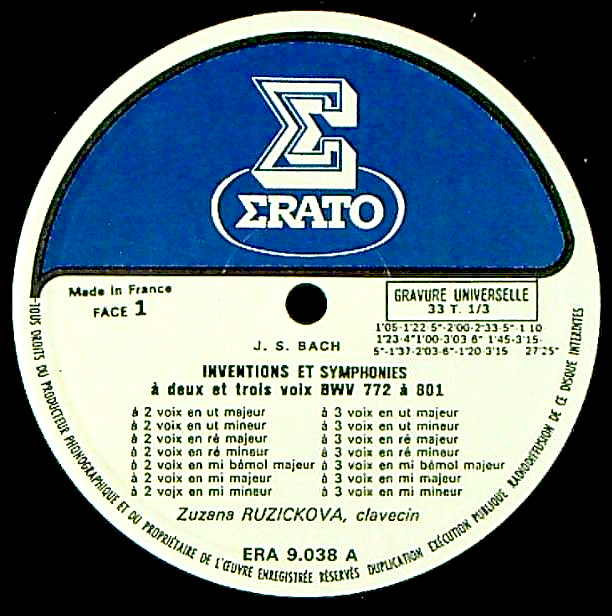 ΣRATO
Made in France
FACE 1
GRAVURE UNIVERSELLE
33 T. 1/3
1'05-1'22 5"-2'00-2'33 5"-1 10-
1'23-4"1'00-3'03 6" 1'45-3'15-
5"-1'37-2'03-6"-1'20-3'15 27'25"
J. S. BACH
INVENTIONS ET SYMPHONIES
à deux et trois voix BWV 772 à 801
à 2 voix en ut majeur
à 2 voix en ut mineur
à 2 voix en ré majeur
à 2 voix en ré mineur
à 2 voix en mi bémol majeur
à 2 voix en mi majeur
à 2 voix en mi mineur
à 3 voix en ut majeur
à 3 voix en ut mineur
à 3 voix en ré majeur
à 3 voix en ré mineur
à 3 voix en mi bémol majeur
à 3 voix en mi majeur
à 3 voix en mi mineur
Zuzana RUZICKOVA, clavecin
ERA 9.038 A
-TOUS DROITS DU PRODUCTEUR PHONOGRAPHIQUE ET DU PROPRIÉTAIRE DE L'ŒUVRE ENREGISTRÉE RÉSERVÉS DUPLICATION EXÉCUTION PUBLIQUE RADIODIFFUSION DE CE DISQUE INTERDITES